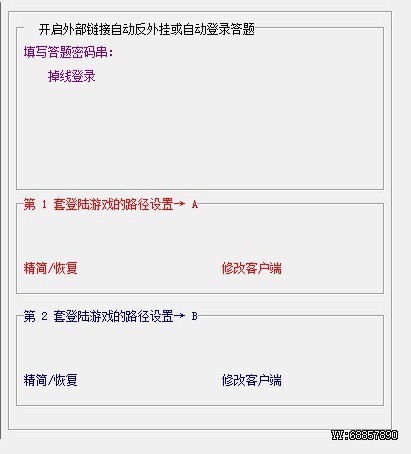 开启外部链接自动反外挂或自动登录答题
填写答题密码串:
掉线登录
第 1 套登陆游戏的路径设置→ A
精简/恢复 修改客户端
第 2 套登陆游戏的路径设置→ B
精简/恢复 修改客户端
YY:68857890